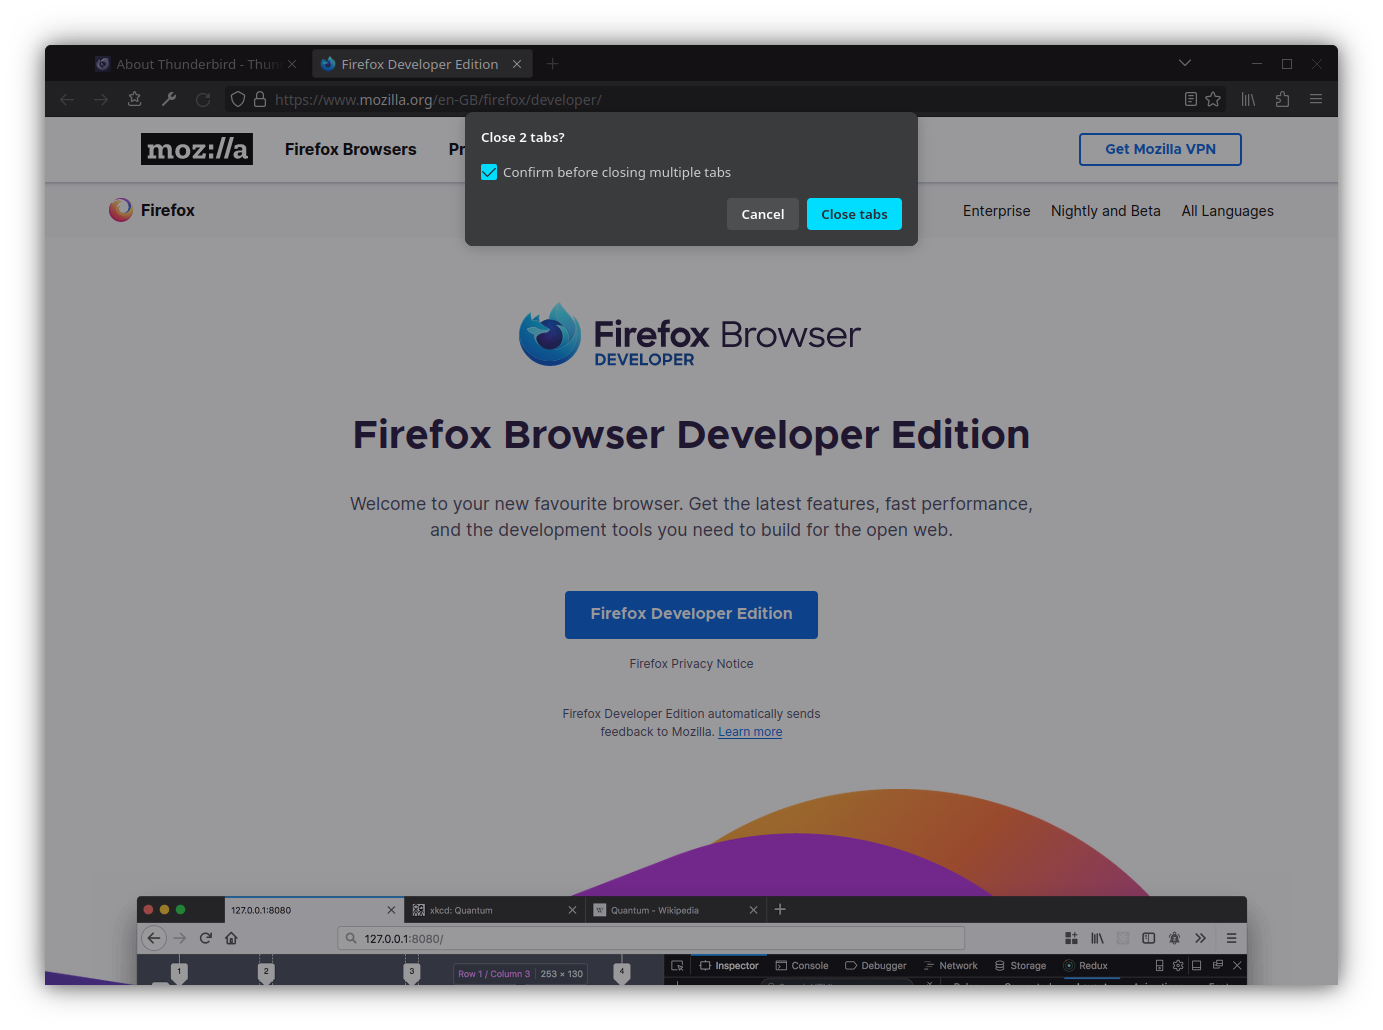 About Thunderbird - Thun
Firefox Developer Edition
https://www.mozilla.org/en-GB/firefox/developer/
Close 2 tabs?
Confirm before closing multiple tabs
Cancel
Close tabs
moz://a
Firefox Browsers
Pr
Get Mozilla VPN
Firefox
Enterprise
Nightly and Beta
All Languages
Firefox Browser
DEVELOPER
Firefox Browser Developer Edition
Welcome to your new favourite browser. Get the latest features, fast performance,
and the development tools you need to build for the open web.
Firefox Developer Edition
Firefox Privacy Notice
Firefox Developer Edition automatically sends
feedback to Mozilla. Learn more
127.0.0.1:8080
xkcd: Quantum
W Quantum - Wikipedia
127.0.0.1:8080/
1
2
3
Row 1 / Column 3
253 × 130
4
Inspector
Console
Debugger
Network
Storage
Redux